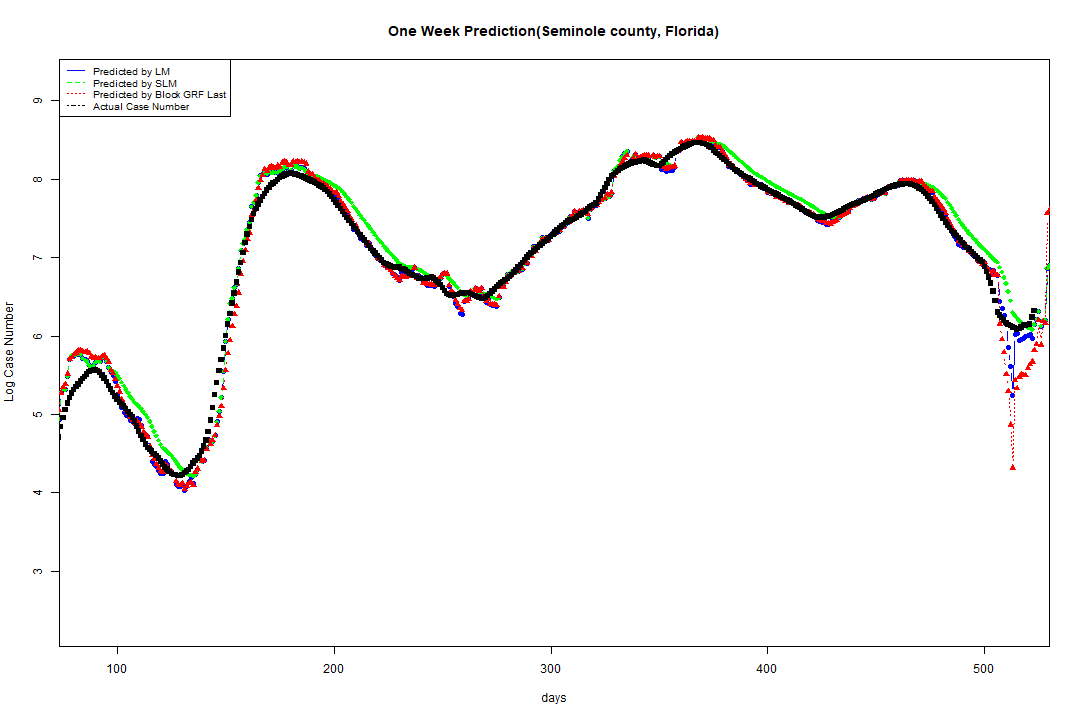 One Week Prediction(Seminole county, Florida)
Predicted by LM
Predicted by SLM
Predicted by Block GRF Last
Actual Case Number
9
8
7
6
5
4
3
Log Case Number
100
200
300
400
500
days